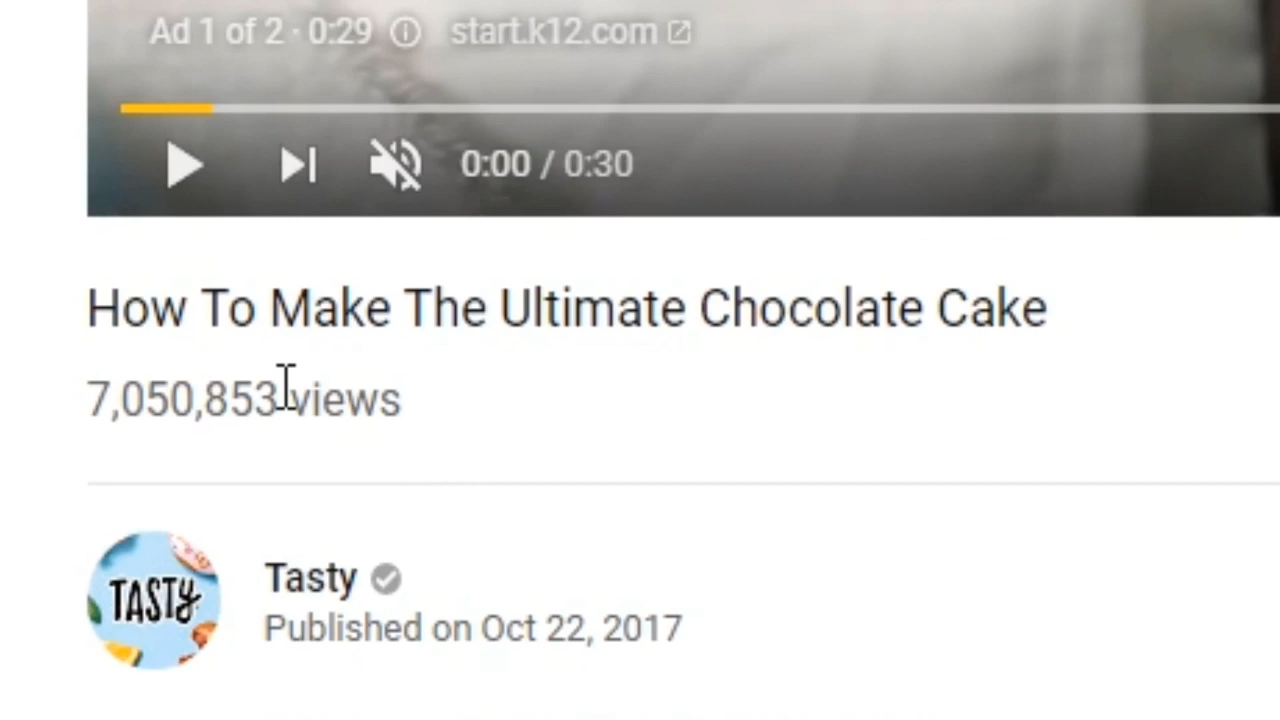 Ad 1 of 2 · 0:29 start.k12.com
0:00 / 0:30
How To Make The Ultimate Chocolate Cake
7,050,853 views
TASTY
Tasty
Published on Oct 22, 2017